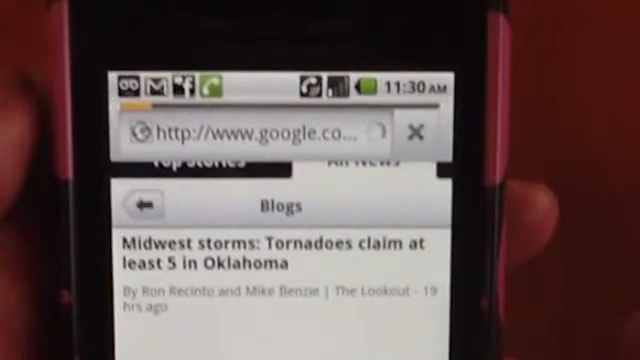 11:30 AM
http://www.google.co...
Top stories All News
Blogs
Midwest storms: Tornadoes claim at
least 5 in Oklahoma
By Ron Recinto and Mike Benzie | The Lookout - 19
hrs ago